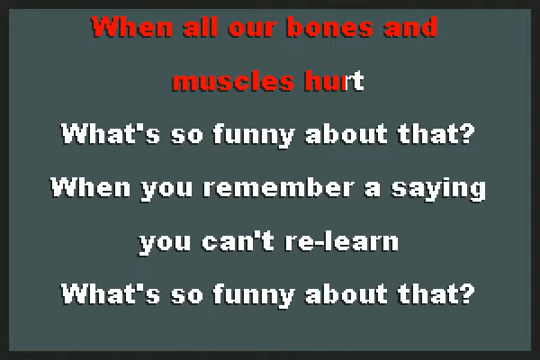 When all our bones and
muscles hurt
What's so funny about that?
When you remember a saying
you can't re-learn
What's so funny about that?